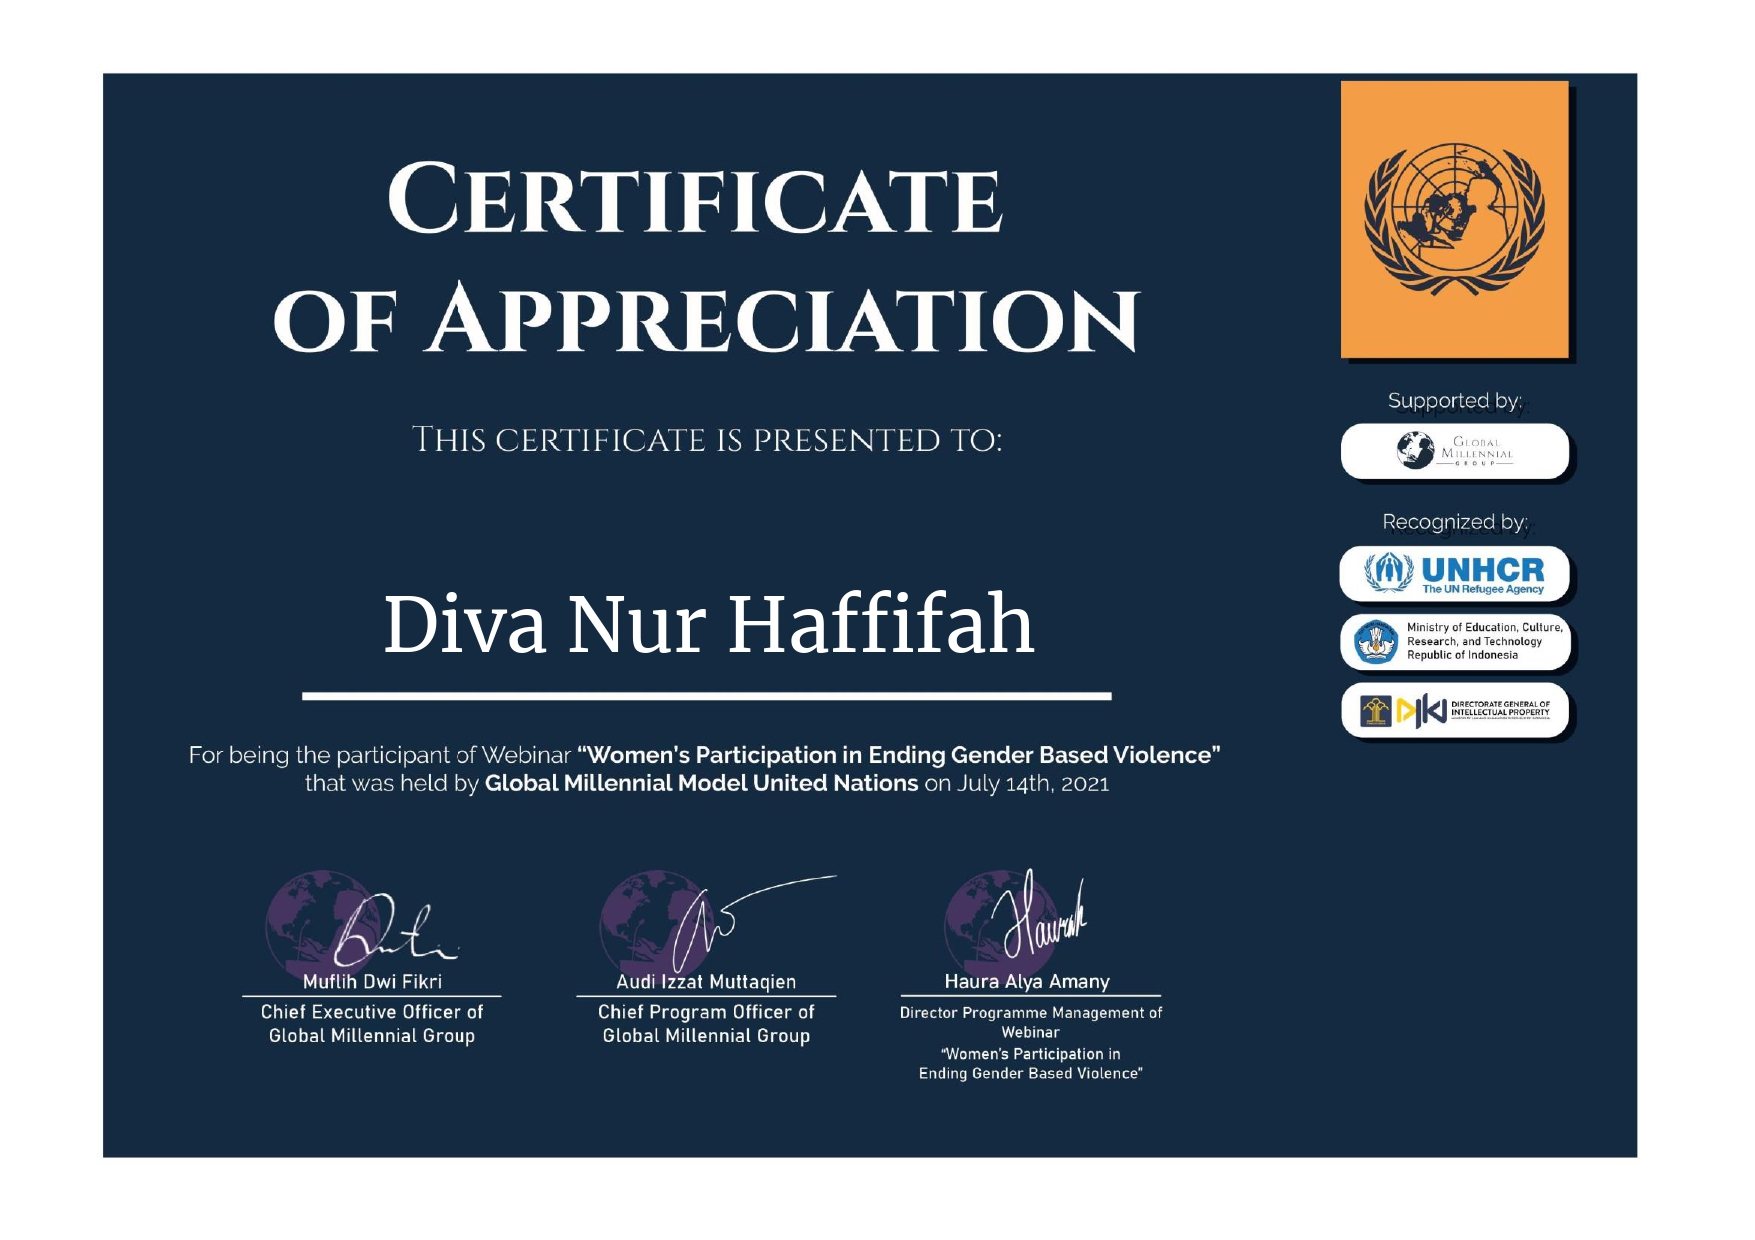 CERTIFICATE
OF APPRECIATION
THIS CERTIFICATE IS PRESENTED TO:
Diva Nur Haffifah
For being the participant of Webinar “Women’s Participation in Ending Gender Based Violence”
that was held by Global Millennial Model United Nations on July 14th, 2021
Muflih Dwi Fikri
Chief Executive Officer of
Global Millennial Group
Audi Izzat Muttaqien
Chief Program Officer of
Global Millennial Group
Haura Alya Amany
Director Programme Management of
Webinar
“Women’s Participation in
Ending Gender Based Violence”
Supported by:
GLOBAL
MILLENNIAL
GROUP
Recognized by:
UNHCR
The UN Refugee Agency
Ministry of Education, Culture,
Research, and Technology
Republic of Indonesia
DJKI
DIRECTORATE GENERAL OF
INTELLECTUAL PROPERTY